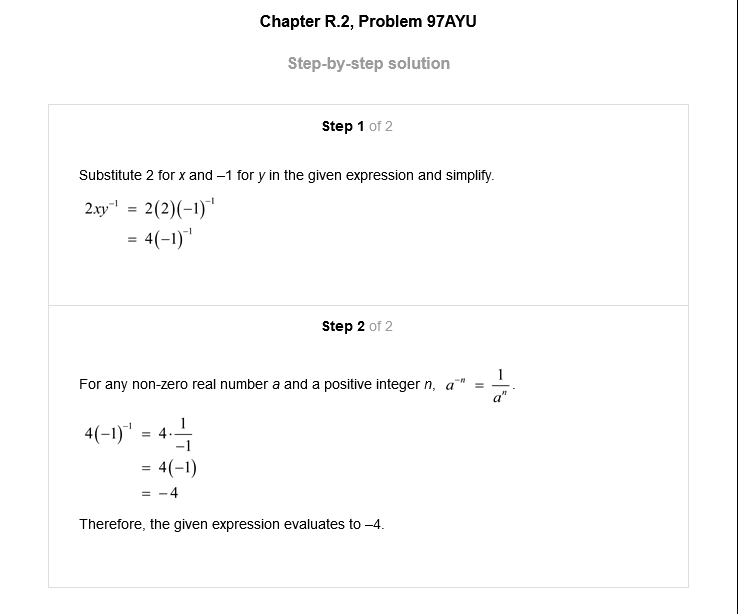 Chapter R.2, Problem 97AYU
Step-by-step solution
Step 1 of 2
Substitute 2 for x and –1 for y in the given expression and simplify.
2xy⁻¹ = 2(2)(−1)⁻¹
= 4(−1)⁻¹
Step 2 of 2
For any non-zero real number a and a positive integer n, a⁻ⁿ = 1/aⁿ.
4(−1)⁻¹ = 4·1/−1
= 4(−1)
= −4
Therefore, the given expression evaluates to –4.